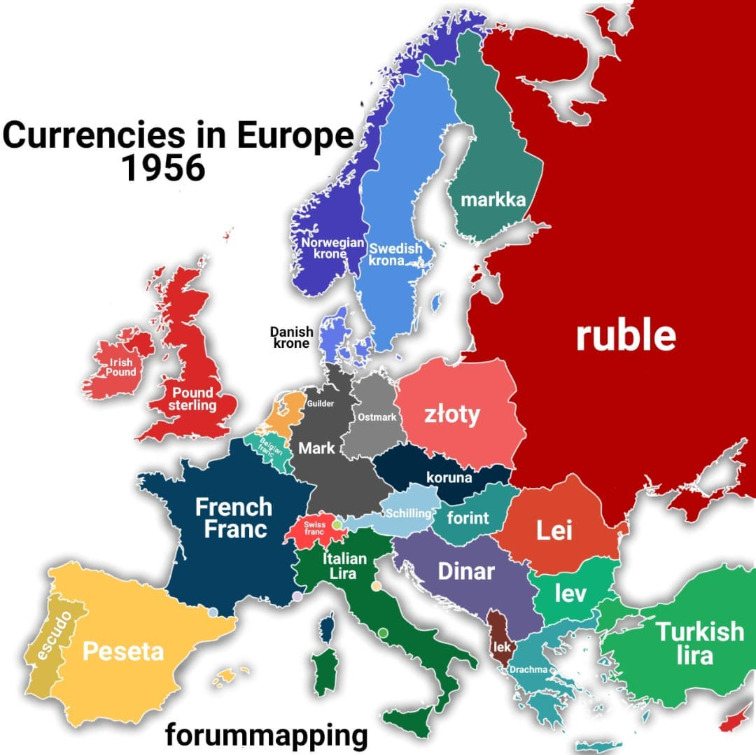 Currencies in Europe
1956
Norwegian
krone
Swedish
krona
markka
Danish
krone
ruble
Irish
Pound
Pound
sterling
Guilder
Ostmark
złoty
Belgian
franc
Mark
koruna
French
Franc
Swiss
franc
Schilling
forint
Lei
Italian
Lira
Dinar
lev
escudo
Peseta
lek
Drachma
Turkish
lira
forummapping